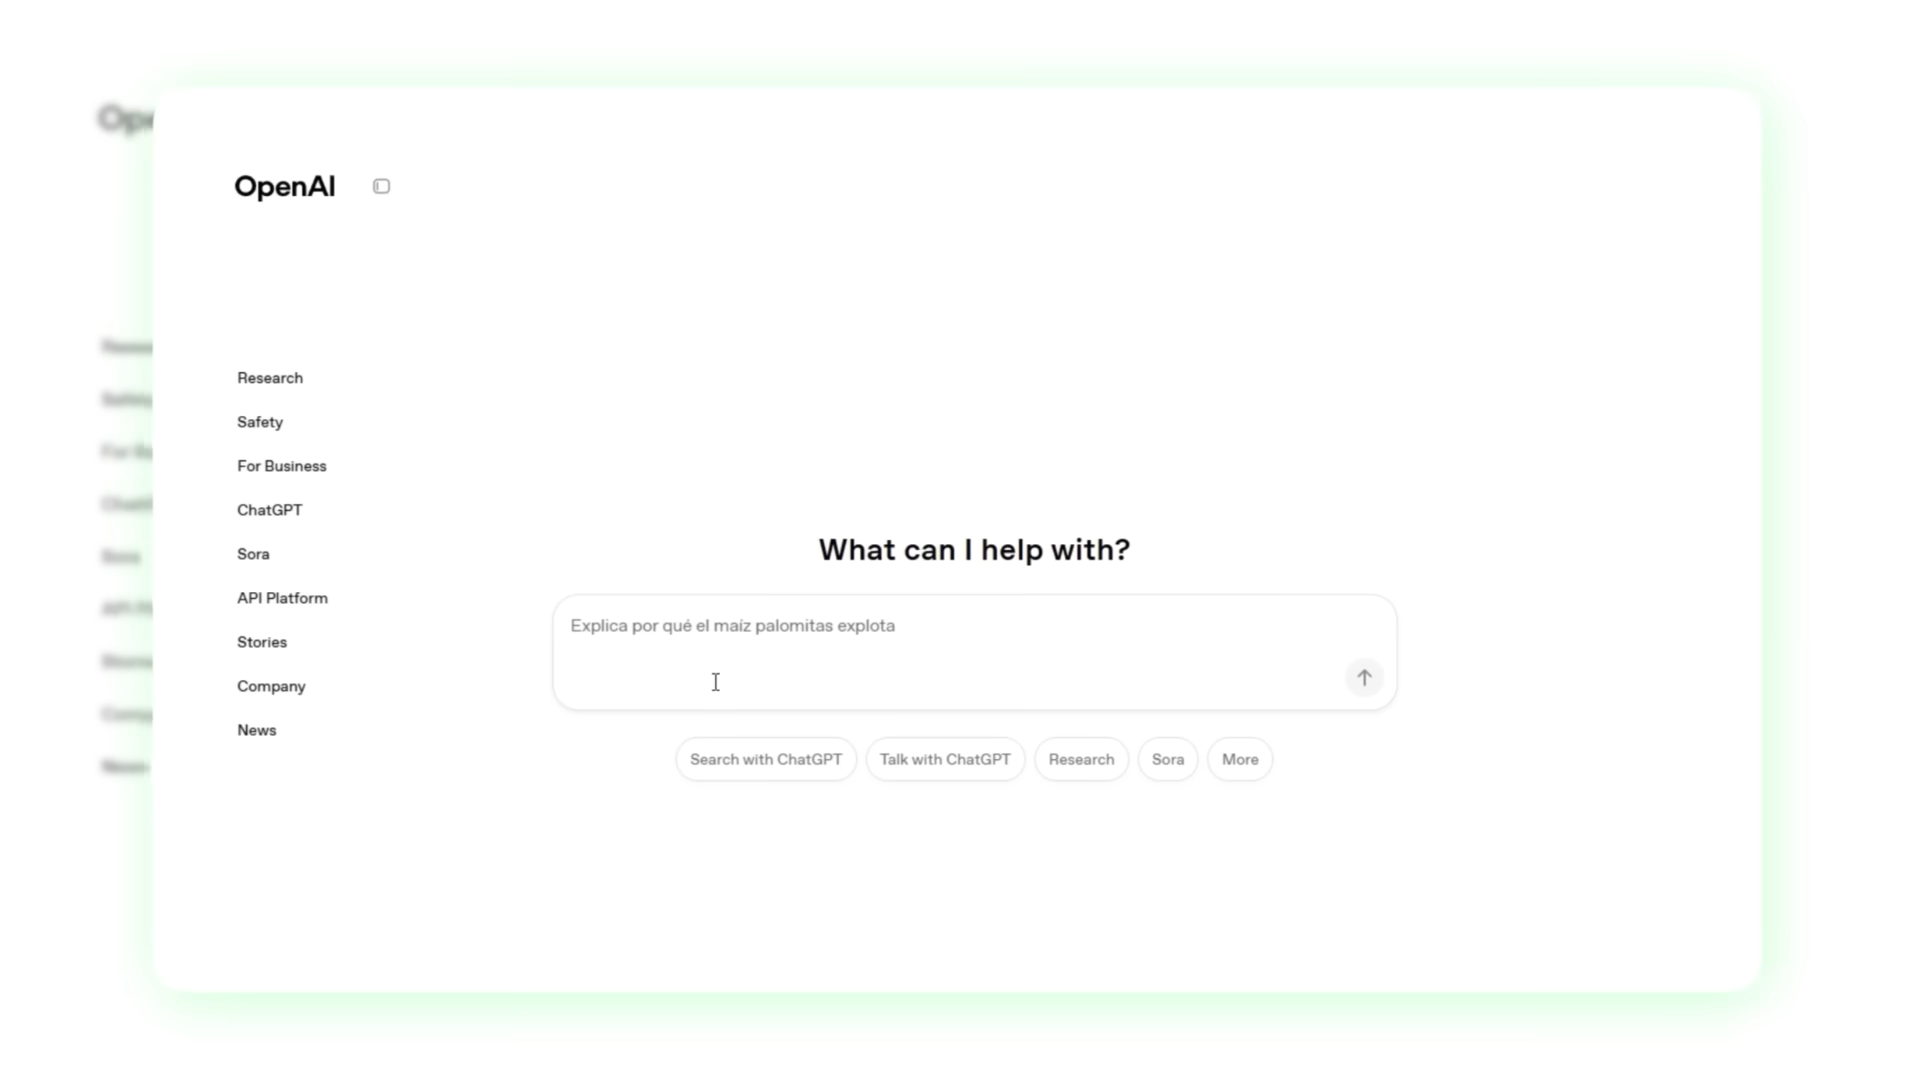 OpenAI
Research
Safety
For Business
ChatGPT
Sora
API Platform
Stories
Company
News
What can I help with?
Explica por qué el maíz palomitas explota
Search with ChatGPT
Talk with ChatGPT
Research
Sora
More